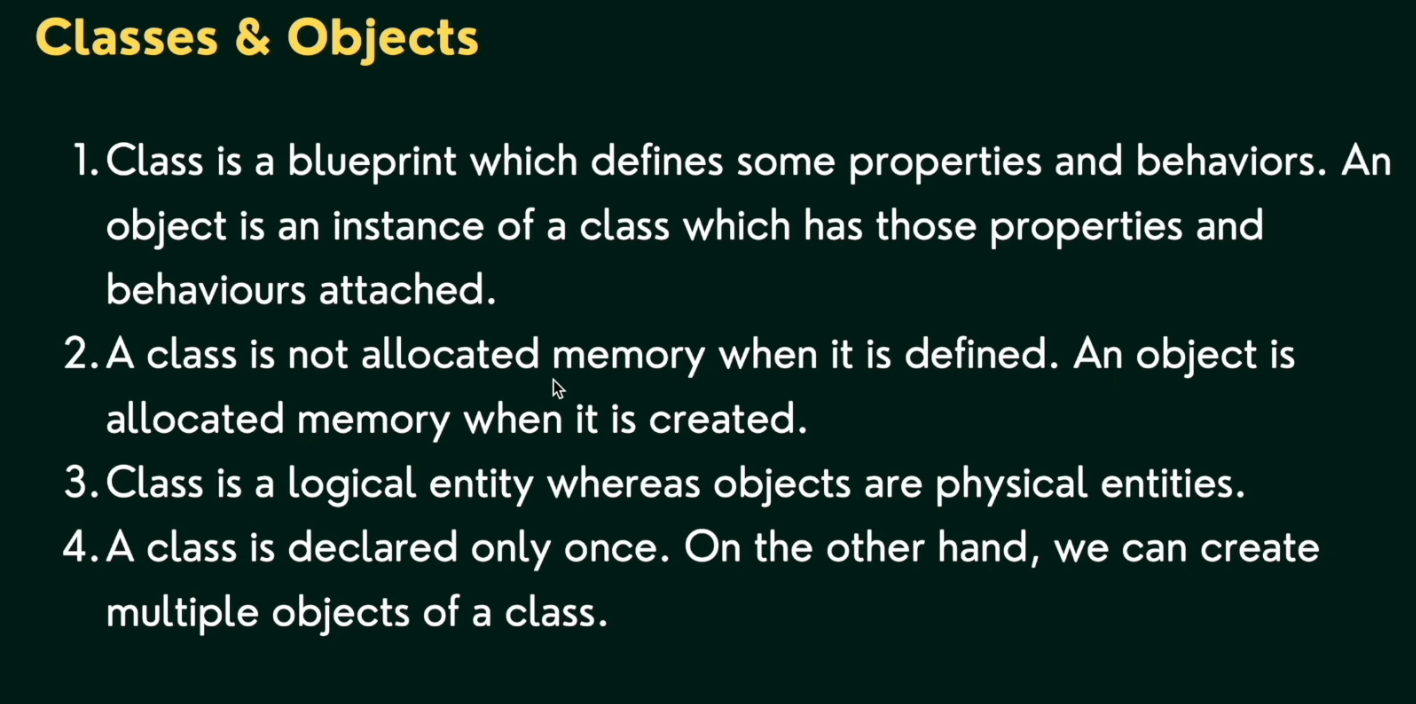 Classes & Objects
1. Class is a blueprint which defines some properties and behaviors. An
object is an instance of a class which has those properties and
behaviours attached.
2. A class is not allocated memory when it is defined. An object is
allocated memory when it is created.
3. Class is a logical entity whereas objects are physical entities.
4. A class is declared only once. On the other hand, we can create
multiple objects of a class.